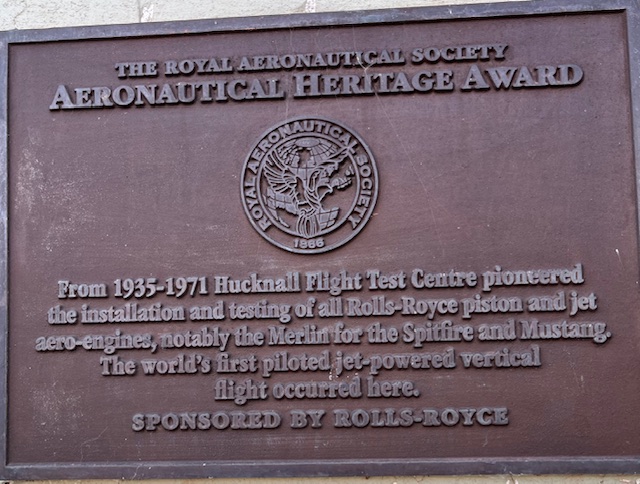 THE ROYAL AERONAUTICAL SOCIETY
AERONAUTICAL HERITAGE AWARD
ROYAL AERONAUTICAL SOCIETY
1866
From 1935-1971 Hucknall Flight Test Centre pioneered
the installation and testing of all Rolls-Royce piston and jet
aero-engines, notably the Merlin for the Spitfire and Mustang.
The world's first piloted jet-powered vertical
flight occurred here.
SPONSORED BY ROLLS-ROYCE